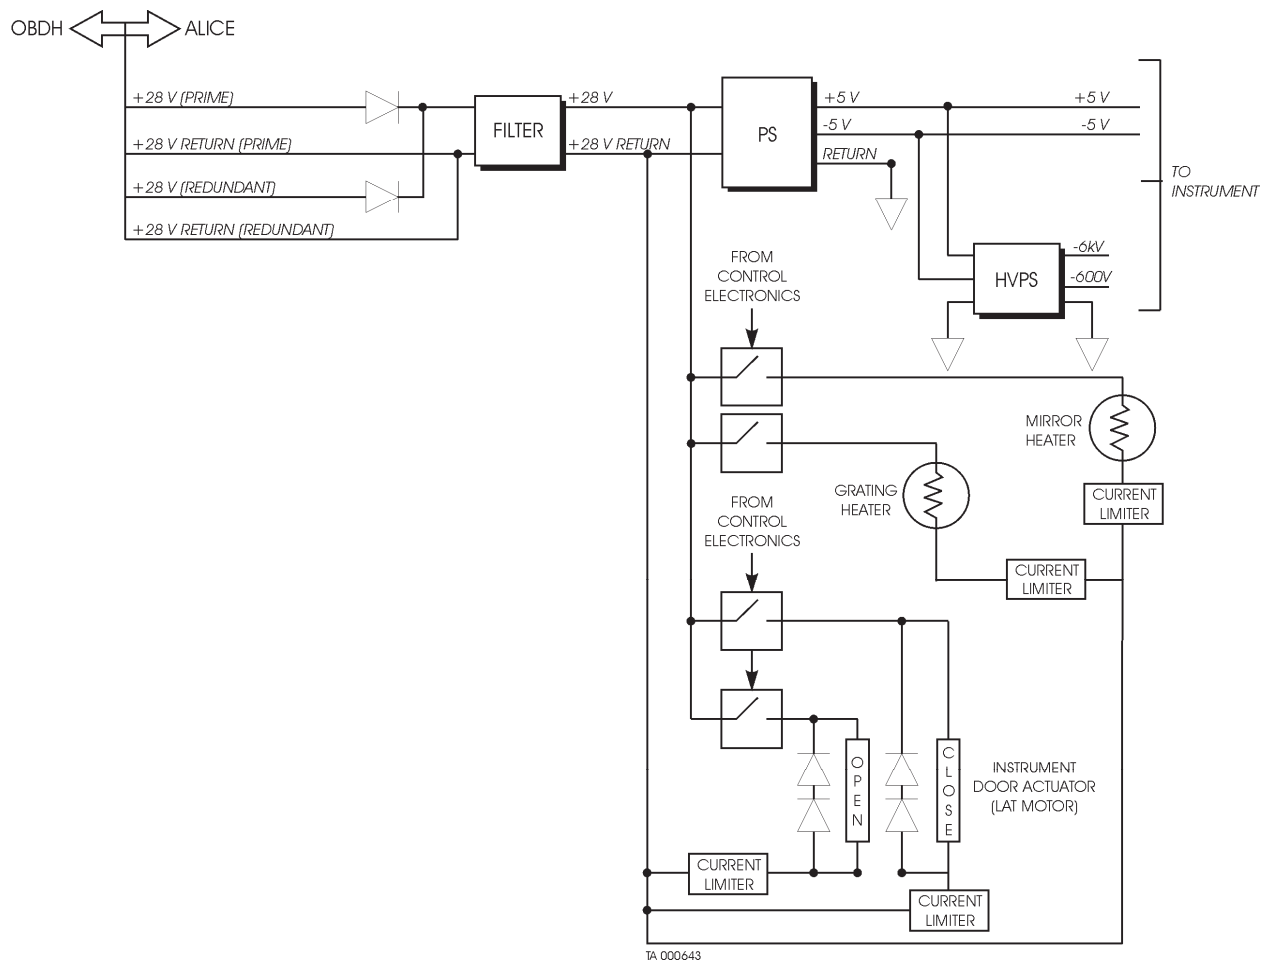 OBDH
ALICE
+28 V (PRIME)
+28 V RETURN (PRIME)
+28 V (REDUNDANT)
+28 V RETURN (REDUNDANT)
FILTER
+28 V
+28 V RETURN
PS
+5 V
-5 V
RETURN
+5 V
-5 V
TO
INSTRUMENT
HVPS
-6kV
-600V
FROM
CONTROL
ELECTRONICS
MIRROR
HEATER
CURRENT
LIMITER
GRATING
HEATER
CURRENT
LIMITER
FROM
CONTROL
ELECTRONICS
OPEN
CLOSE
INSTRUMENT
DOOR ACTUATOR
(LAT MOTOR)
CURRENT
LIMITER
CURRENT
LIMITER
TA 000643